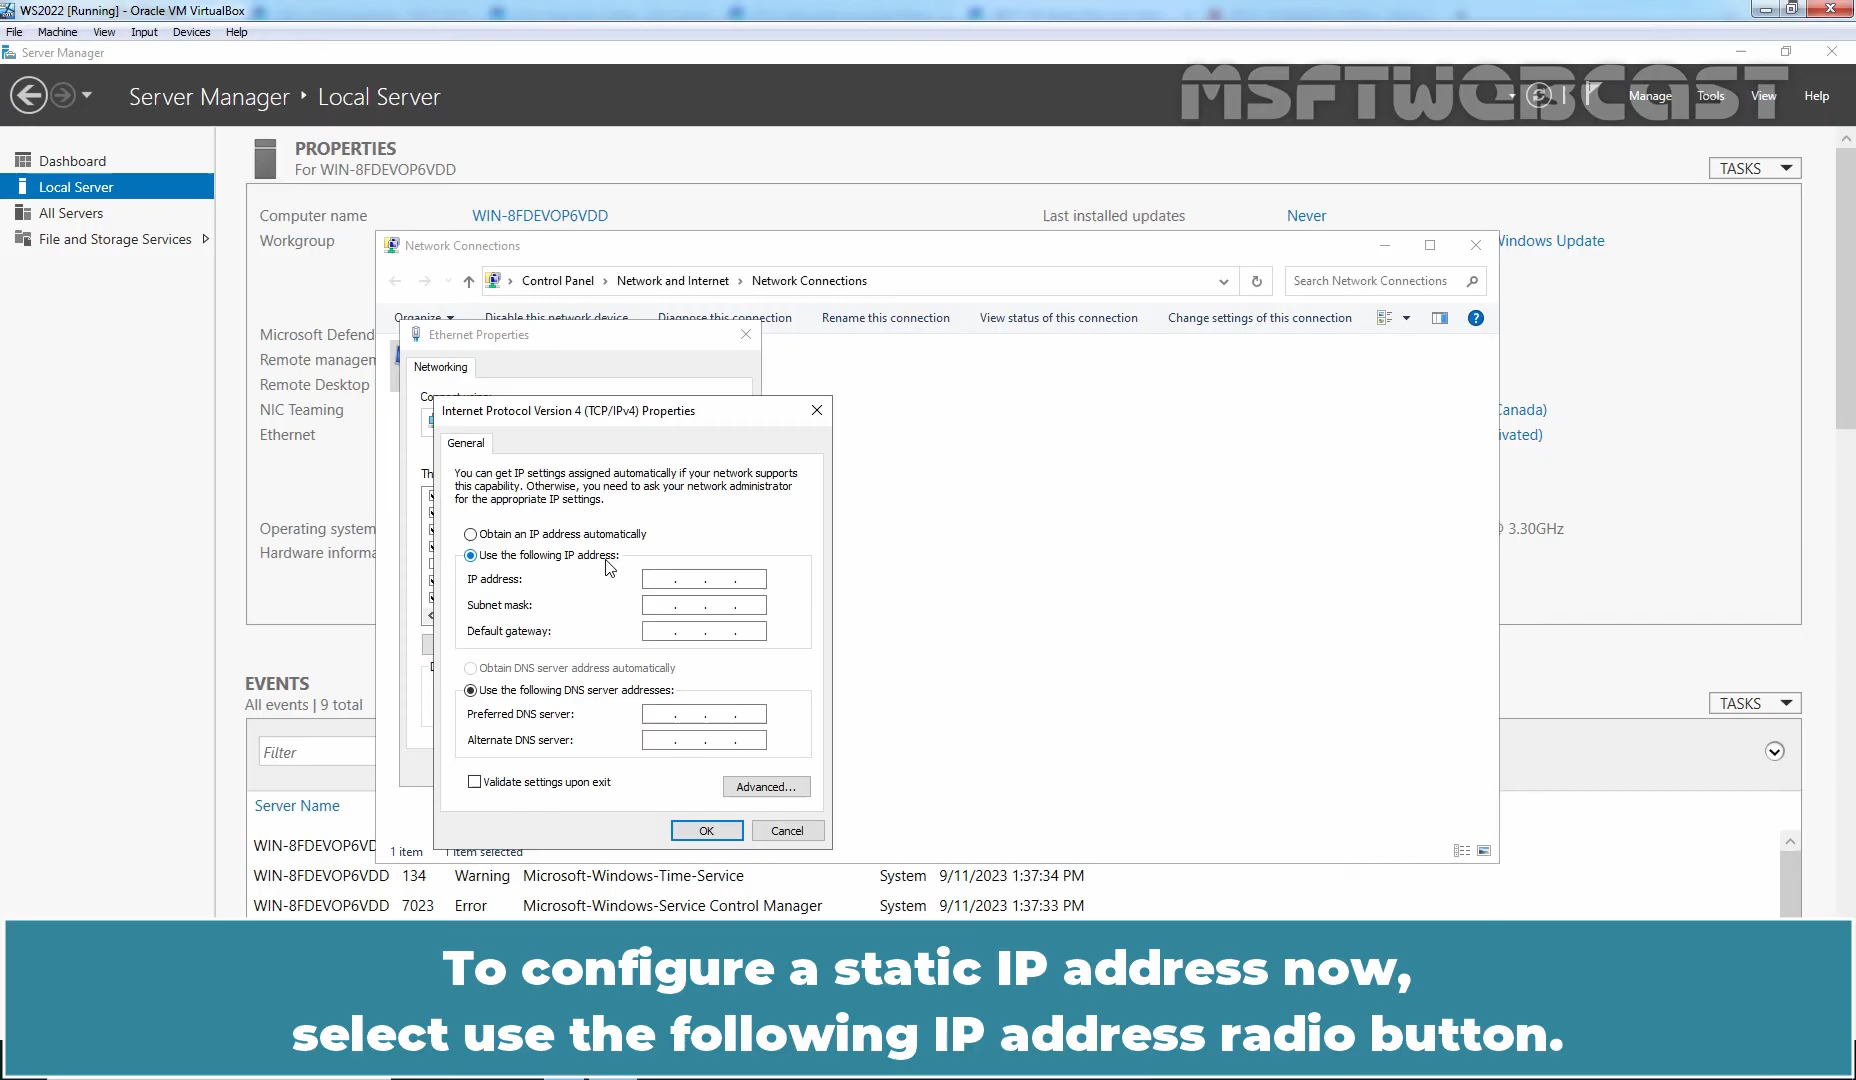 WS2022 [Running] - Oracle VM VirtualBox
File Machine View Input Devices Help
Server Manager
Server Manager Local Server
MSFTWEBCAST
Manage Tools View Help
Dashboard
Local Server
All Servers
File and Storage Services
PROPERTIES
For WIN-8FDEVOP6VDD
TASKS
Computer name WIN-8FDEVOP6VDD Last installed updates Never
Workgroup Windows Update
Network Connections
Control Panel Network and Internet Network Connections Search Network Connections
Organize Disable this network device Diagnose this connection Rename this connection View status of this connection Change settings of this connection
Microsoft Defend
Remote managem
Remote Desktop
NIC Teaming
Ethernet
Canada)
ivated)
Operating system
Hardware informa
3.30GHz
Ethernet Properties
Networking
Internet Protocol Version 4 (TCP/IPv4) Properties
General
You can get IP settings assigned automatically if your network supports
this capability. Otherwise, you need to ask your network administrator
for the appropriate IP settings.
Obtain an IP address automatically
Use the following IP address:
IP address:
Subnet mask:
Default gateway:
Obtain DNS server address automatically
Use the following DNS server addresses:
Preferred DNS server:
Alternate DNS server:
Validate settings upon exit
Advanced...
OK Cancel
1 item 1 item selected
EVENTS
All events | 9 total
TASKS
Filter
Server Name
WIN-8FDEVOP6VD
WIN-8FDEVOP6VDD 134 Warning Microsoft-Windows-Time-Service System 9/11/2023 1:37:34 PM
WIN-8FDEVOP6VDD 7023 Error Microsoft-Windows-Service Control Manager System 9/11/2023 1:37:33 PM
To configure a static IP address now,
select use the following IP address radio button.